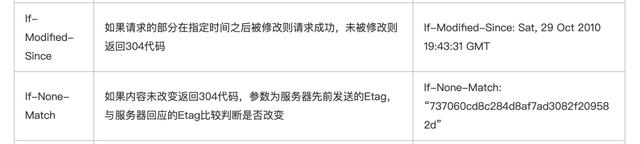 If-
Modified-
Since
如果请求的部分在指定时间之后被修改则请求成功，未被修改则
返回304代码
If-Modified-Since: Sat, 29 Oct 2010
19:43:31 GMT
If-None-
Match
如果内容未改变返回304代码，参数为服务器先前发送的Etag，
与服务器回应的Etag比较判断是否改变
If-None-Match:
“737060cd8c284d8af7ad3082f20958
2d”